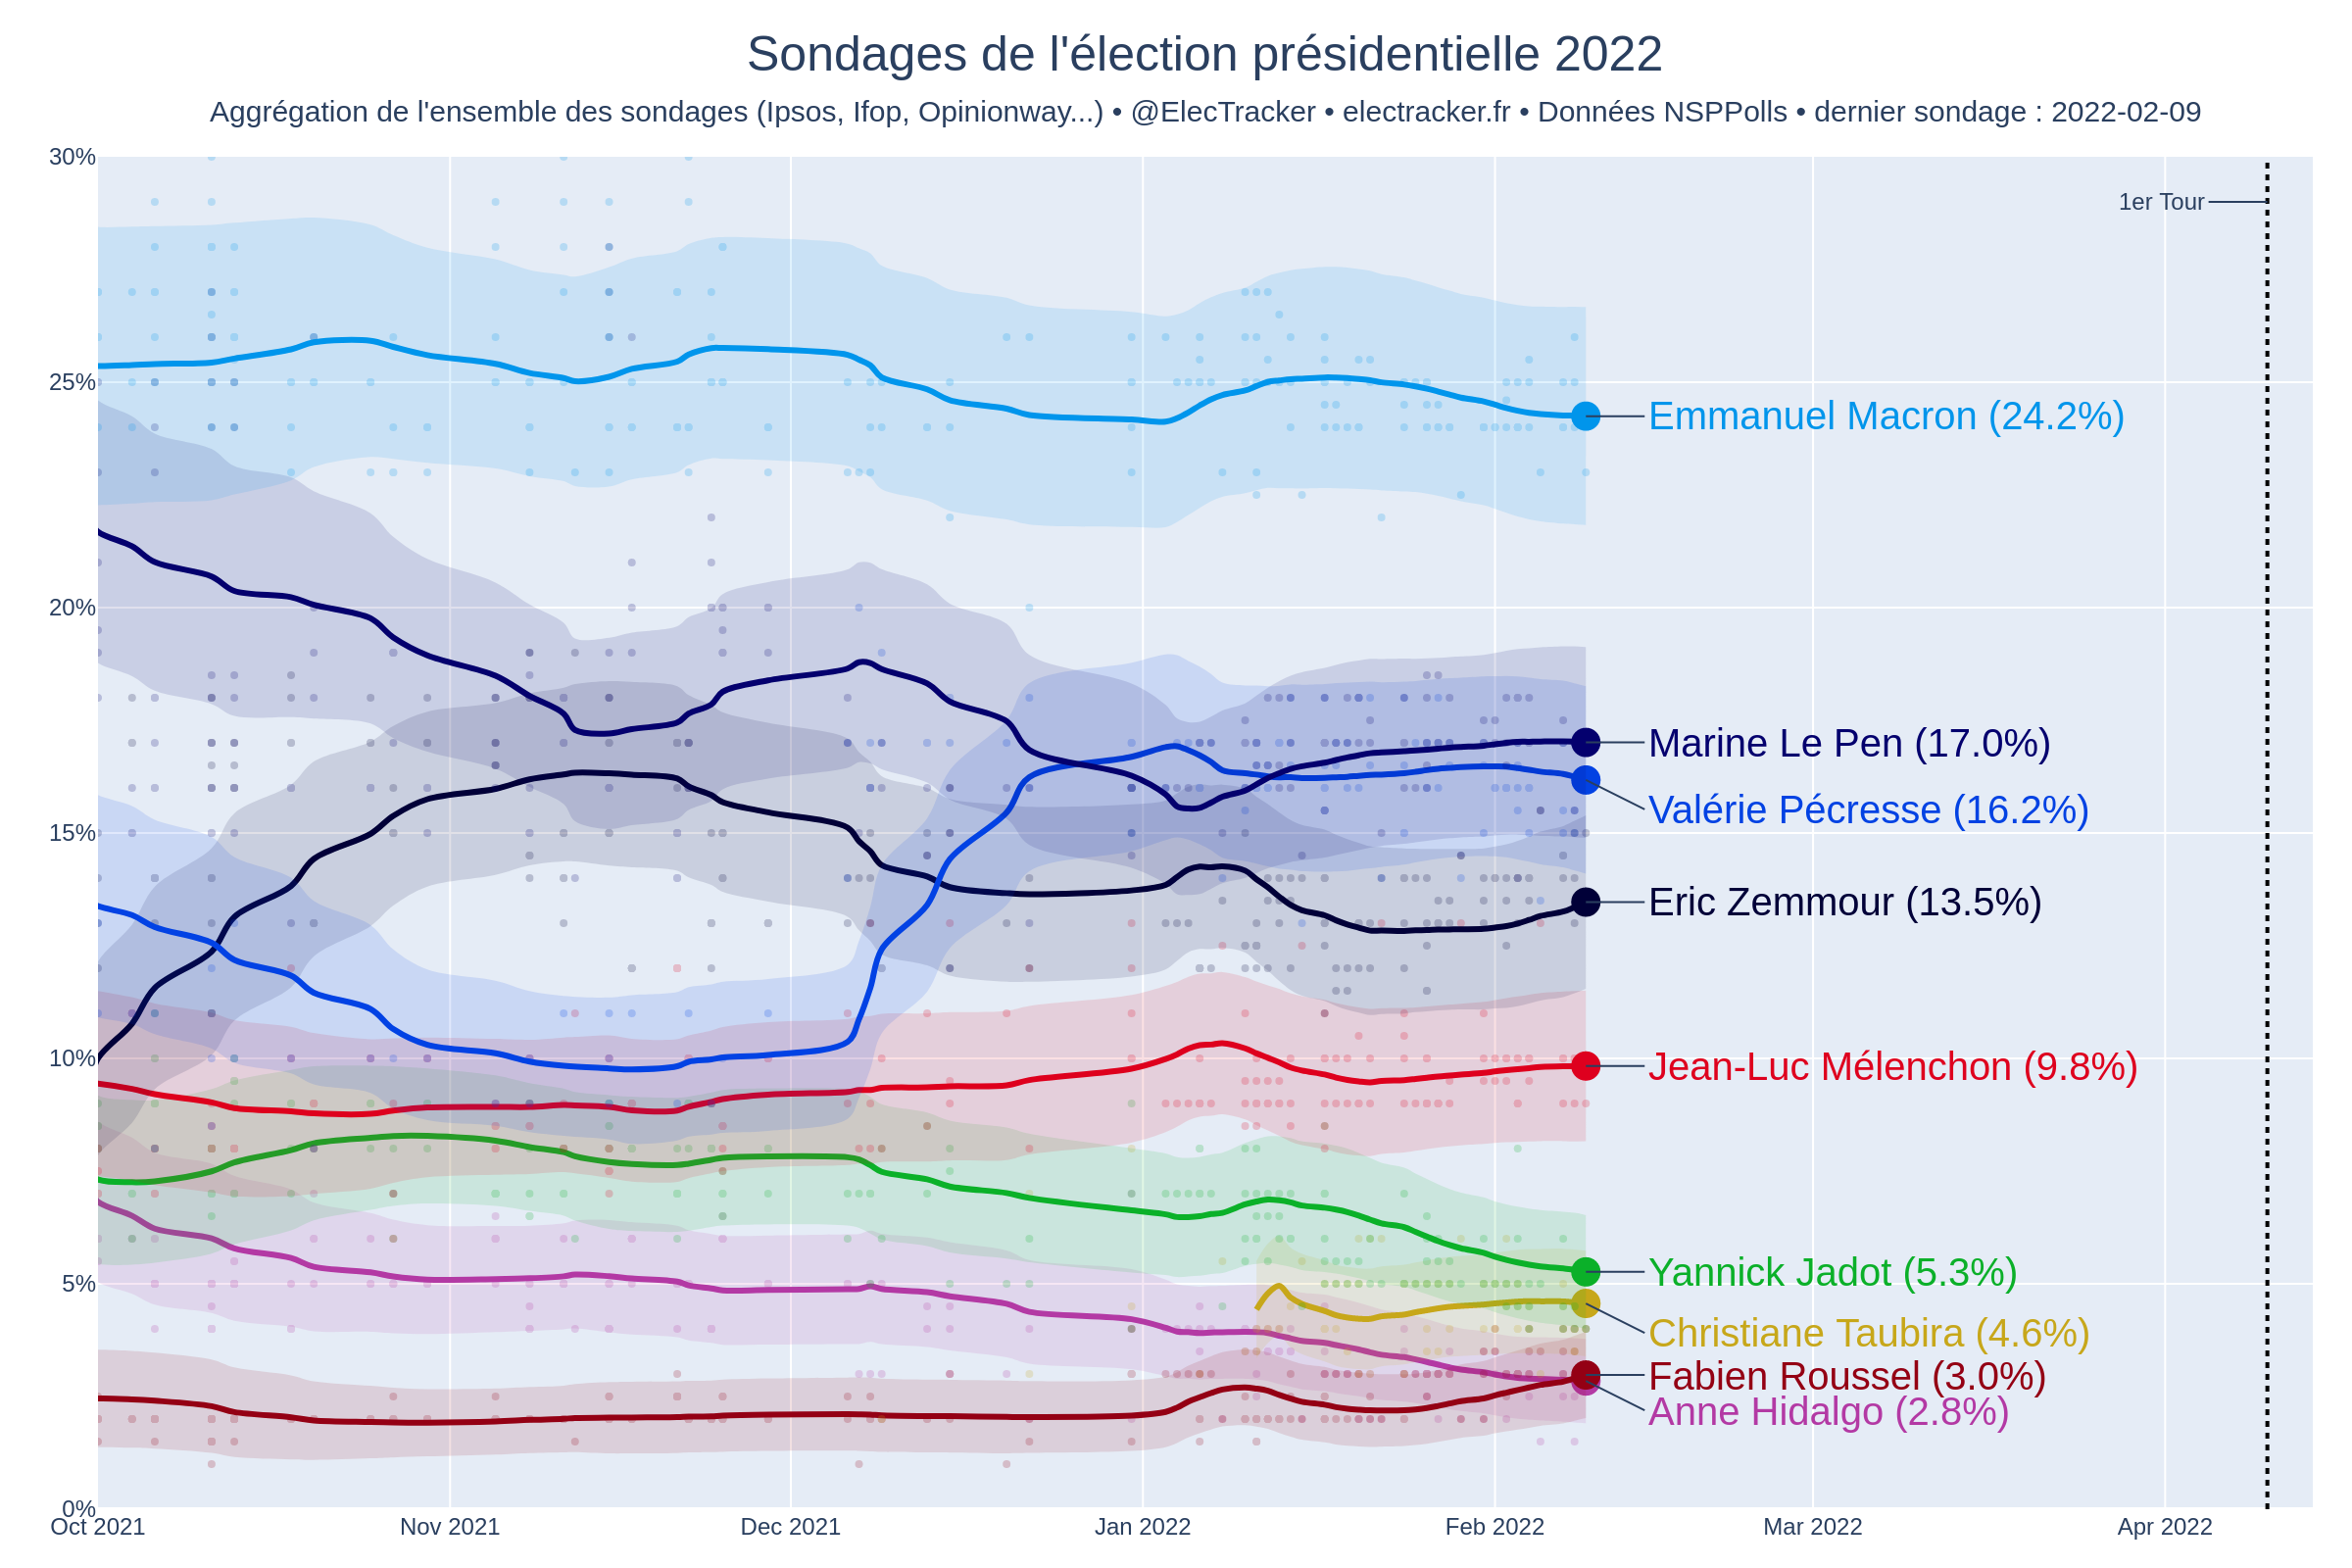 Sondages de l'élection présidentielle 2022
Aggrégation de l'ensemble des sondages (Ipsos, Ifop, Opinionway...) • @ElecTracker • electracker.fr • Données NSPPolls • dernier sondage : 2022-02-09
30%
1er Tour
25%
Emmanuel Macron (24.2%)
20%
Marine Le Pen (17.0%)
Valérie Pécresse (16.2%)
15%
Eric Zemmour (13.5%)
10%
Jean-Luc Mélenchon (9.8%)
Yannick Jadot (5.3%)
5%
Christiane Taubira (4.6%)
Fabien Roussel (3.0%)
Anne Hidalgo (2.8%)
0%
Oct 2021
Nov 2021
Dec 2021
Jan 2022
Feb 2022
Mar 2022
Apr 2022